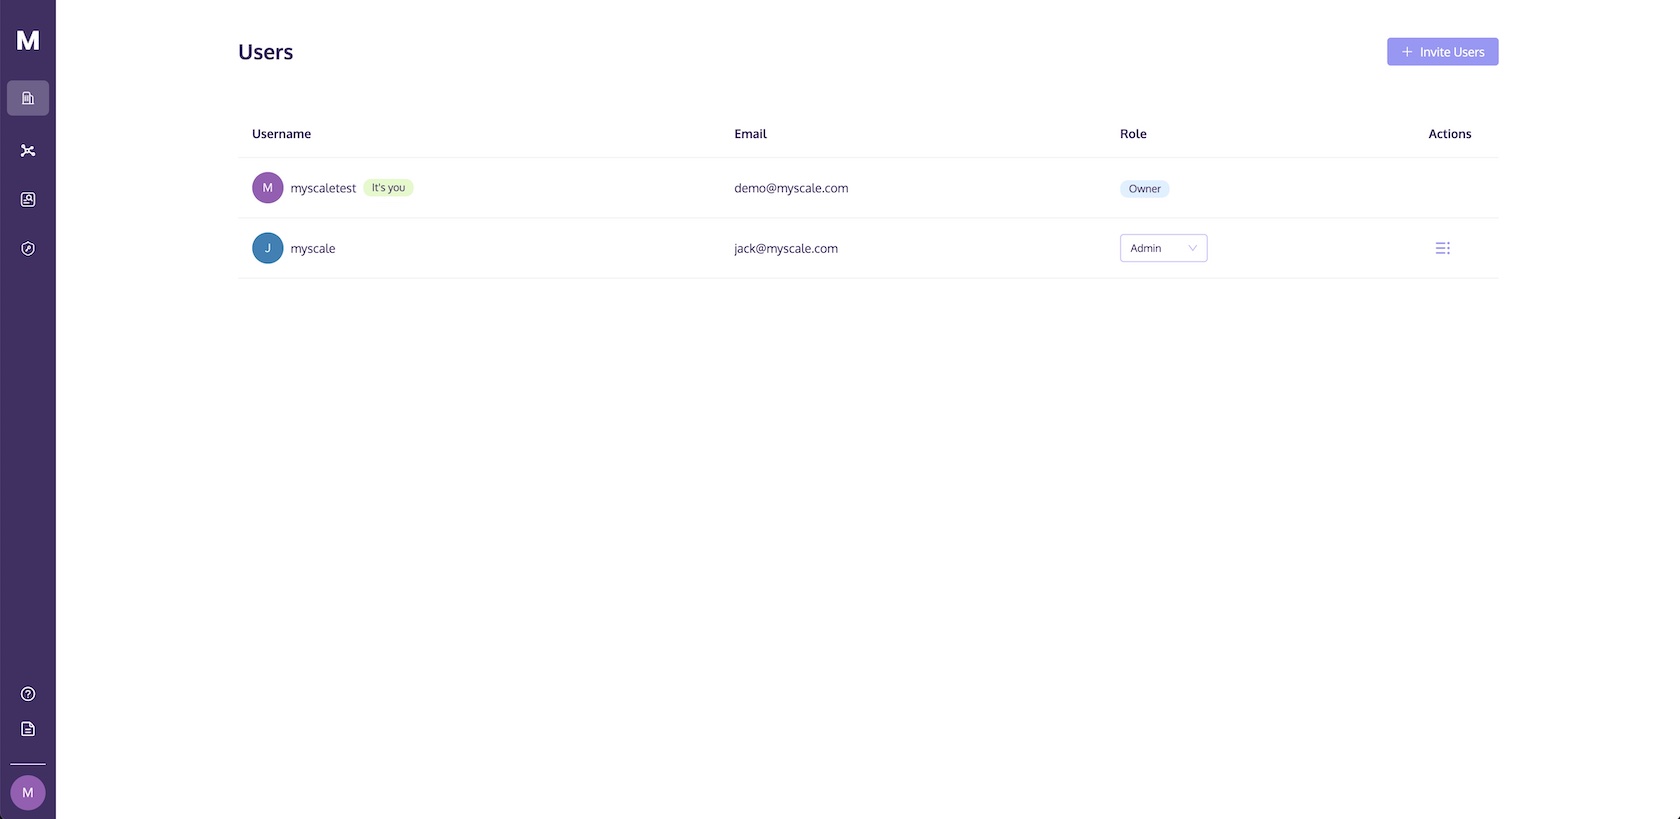 M
Users
Invite Users
Username Email Role Actions
M myscaletest It's you demo@myscale.com Owner
J myscale jack@myscale.com Admin
M